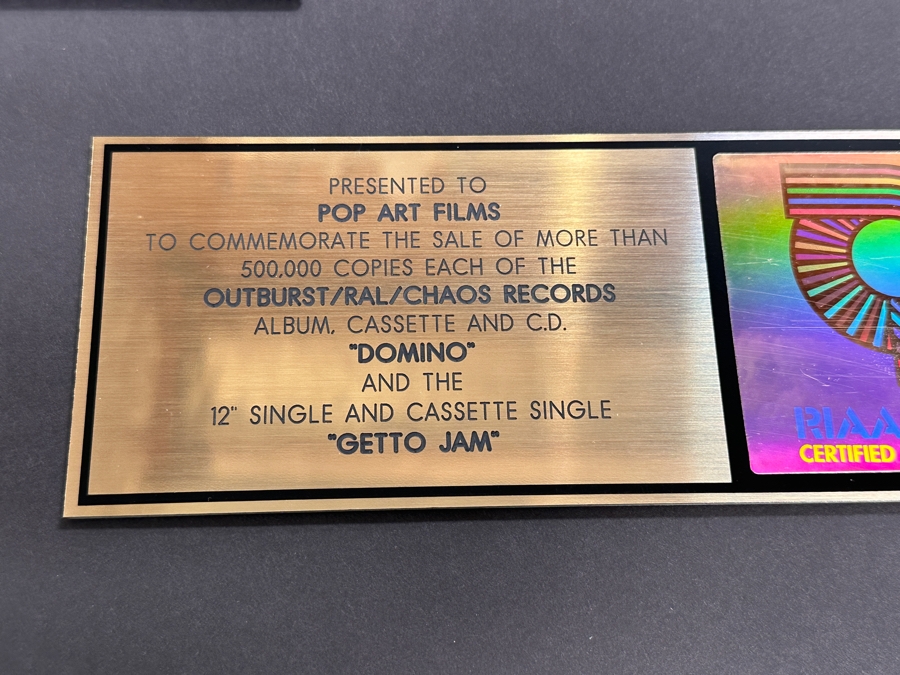 PRESENTED TO
POP ART FILMS
TO COMMEMORATE THE SALE OF MORE THAN
500,000 COPIES EACH OF THE
OUTBURST/RAL/CHAOS RECORDS
ALBUM, CASSETTE AND C.D.
"DOMINO"
AND THE
12" SINGLE AND CASSETTE SINGLE
"GETTO JAM"
RIAA
CERTIFIED